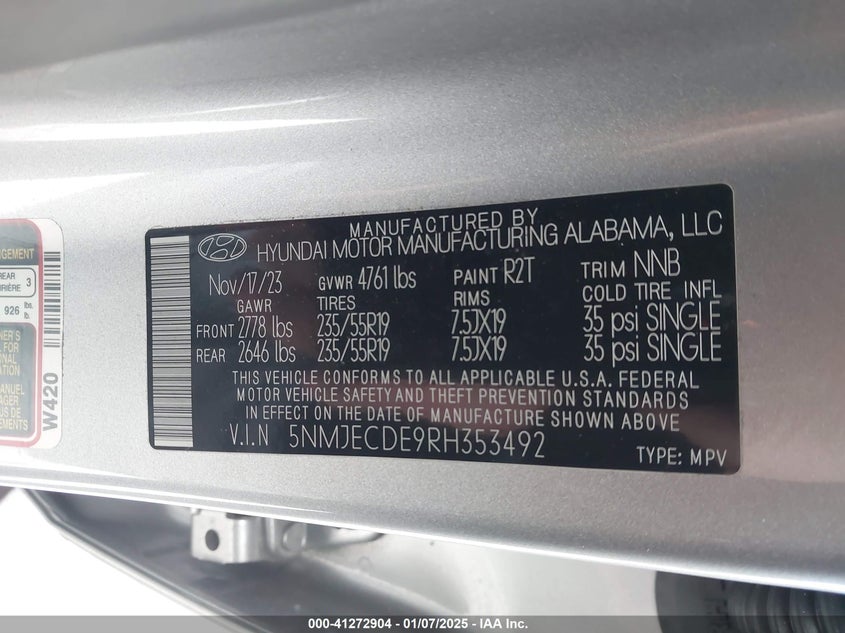 MANUFACTURED BY
HYUNDAI MOTOR MANUFACTURING ALABAMA, LLC
Nov/17/23 GVWR 4761 lbs PAINT R2T TRIM NNB
GAWR TIRES RIMS COLD TIRE INFL
FRONT 2778 lbs 235/55R19 7.5JX19 35 psi SINGLE
REAR 2646 lbs 235/55R19 7.5JX19 35 psi SINGLE
THIS VEHICLE CONFORMS TO ALL APPLICABLE U.S.A. FEDERAL
MOTOR VEHICLE SAFETY AND THEFT PREVENTION STANDARDS
IN EFFECT ON THE DATE OF MANUFACTURE SHOWN ABOVE
V.I.N 5NMJECDE9RH353492
TYPE: MPV
REAR 3
926 lbs.
W420
000-41272904 - 01/07/2025 - IAA Inc.